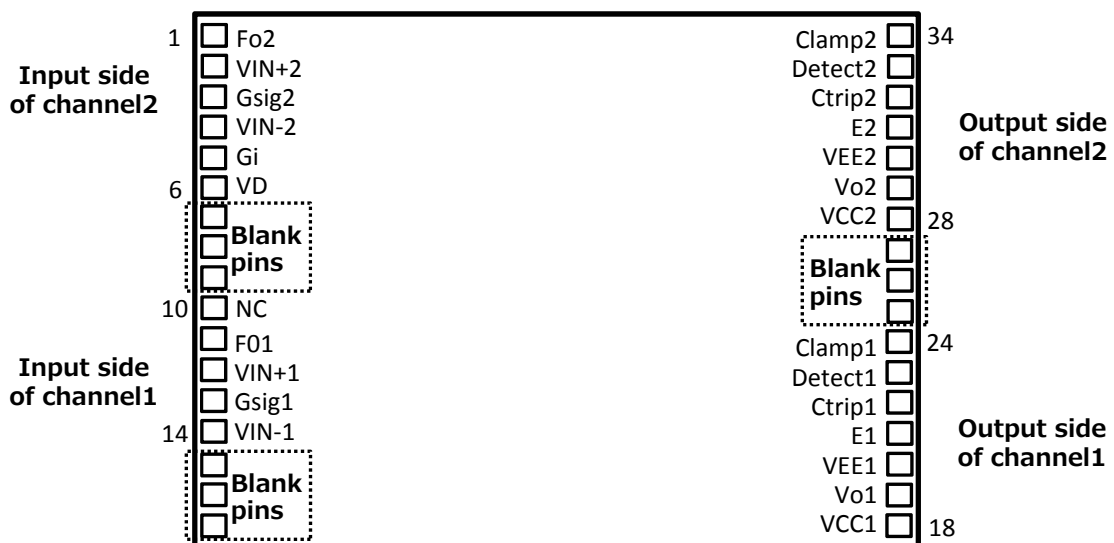 1
Fo2
VIN+2
Gsig2
VIN-2
Gi
6
VD
Input side
of channel2
Blank
pins
10
NC
F01
VIN+1
Gsig1
14
VIN-1
Input side
of channel1
Blank
pins
Clamp2
34
Detect2
Ctrip2
E2
VEE2
Vo2
VCC2
28
Output side
of channel2
Blank
pins
Clamp1
24
Detect1
Ctrip1
E1
VEE1
Vo1
VCC1
18
Output side
of channel1